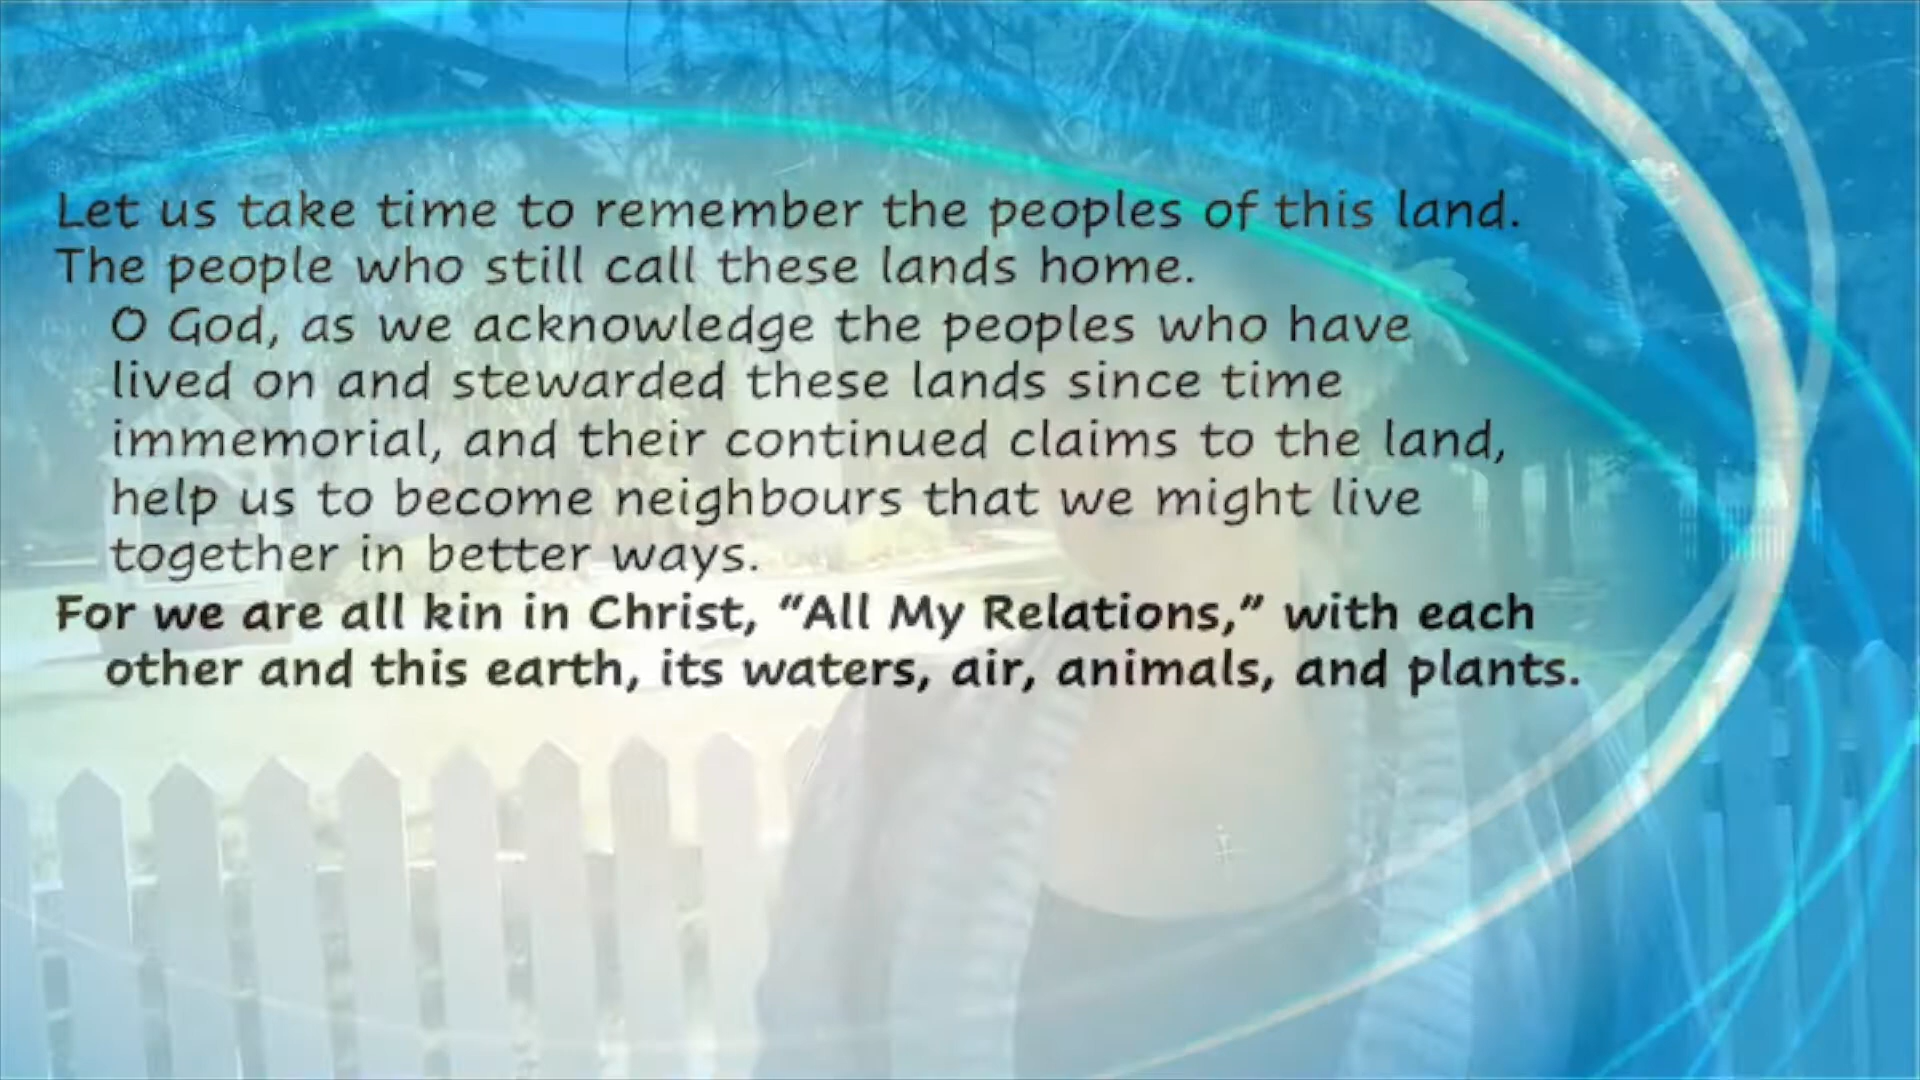 Let us take time to remember the peoples of this land.
The people who still call these lands home.
O God, as we acknowledge the peoples who have
lived on and stewarded these lands since time
immemorial, and their continued claims to the land,
help us to become neighbours that we might live
together in better ways.
For we are all kin in Christ, “All My Relations,” with each
other and this earth, its waters, air, animals, and plants.